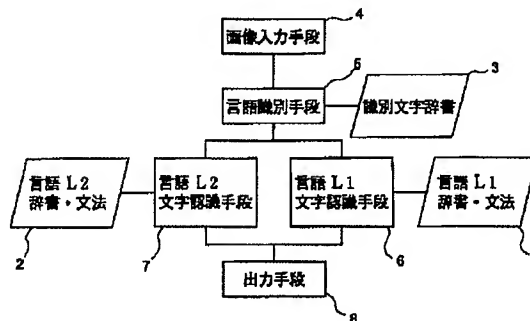 4
画像入力手段
5
言語識別手段
3
識別文字辞書
言語 L2
辞書・文法
2
言語 L2
文字認識手段
7
言語 L1
文字認識手段
6
言語 L1
辞書・文法
出力手段
8